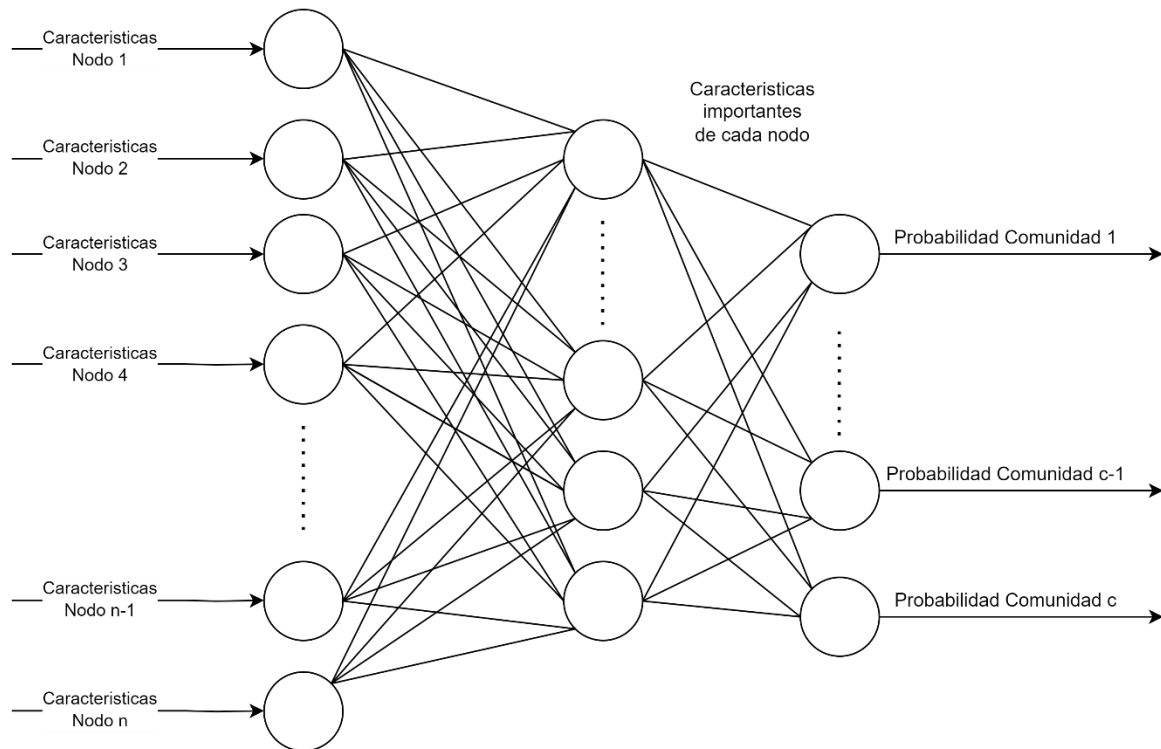 Caracteristicas
Nodo 1
Caracteristicas
Nodo 2
Caracteristicas
Nodo 3
Caracteristicas
Nodo 4
Caracteristicas
Nodo n-1
Caracteristicas
Nodo n
Caracteristicas
importantes
de cada nodo
Probabilidad Comunidad 1
Probabilidad Comunidad c-1
Probabilidad Comunidad c